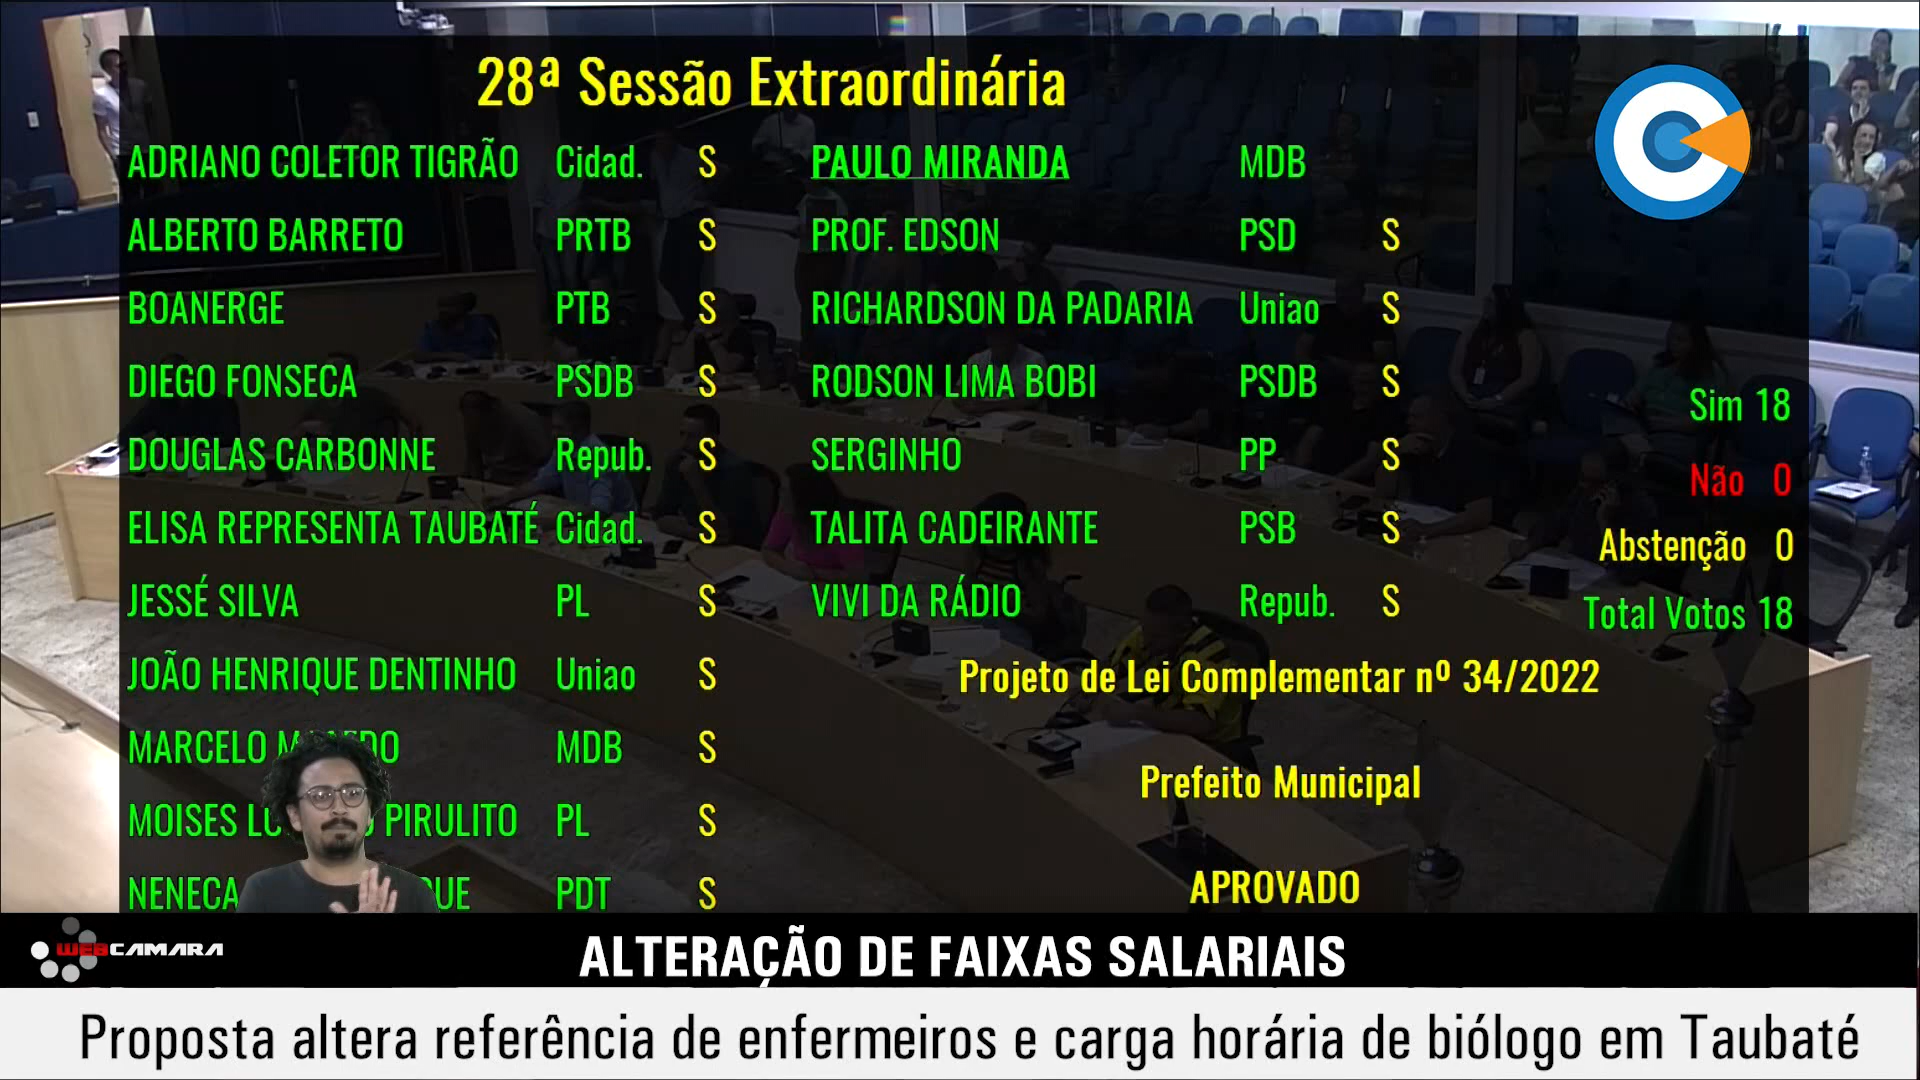 28ª Sessão Extraordinária
ADRIANO COLETOR TIGRÃO Cidad. S PAULO MIRANDA MDB
ALBERTO BARRETO PRTB S PROF. EDSON PSD S
BOANERGE PTB S RICHARDSON DA PADARIA Uniao S
DIEGO FONSECA PSDB S RODSON LIMA BOBI PSDB S
Sim 18
DOUGLAS CARBONNE Repub. S SERGINHO PP S
Não 0
ELISA REPRESENTA TAUBATÉ Cidad. S TALITA CADEIRANTE PSB S
Abstenção 0
JESSÉ SILVA PL S VIVI DA RÁDIO Repub. S
Total Votos 18
JOÃO HENRIQUE DENTINHO Uniao S
Projeto de Lei Complementar nº 34/2022
MARCELO MDB S
Prefeito Municipal
MOISES PIRULITO PL S
NENECA PDT S
APROVADO
WEBCAMARA
ALTERAÇÃO DE FAIXAS SALARIAIS
Proposta altera referência de enfermeiros e carga horária de biólogo em Taubaté